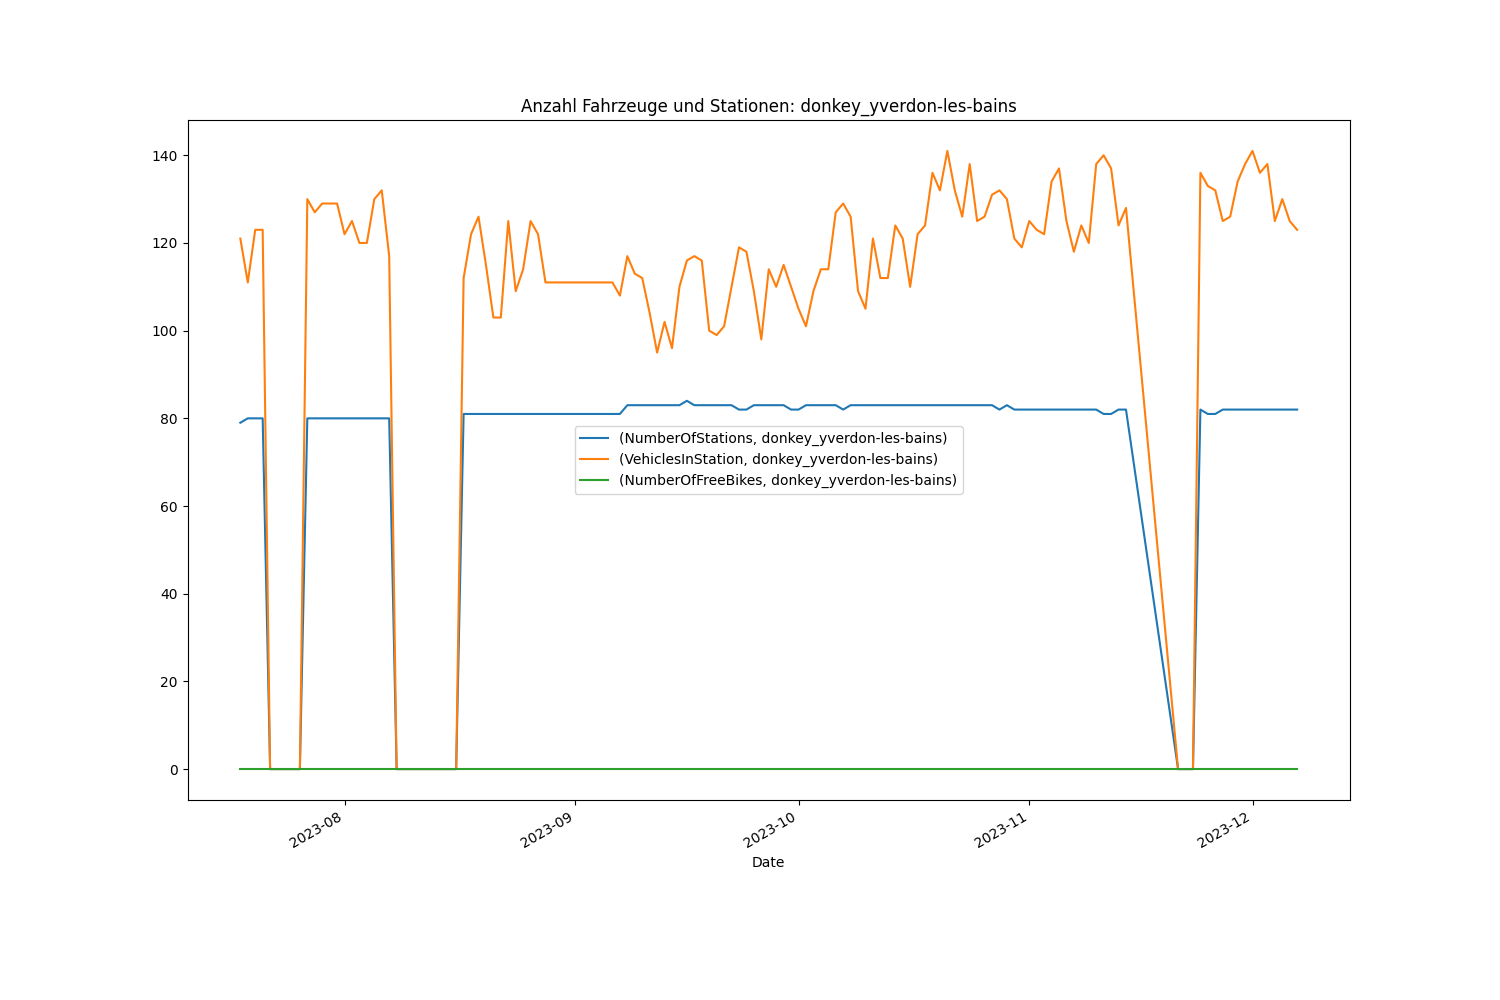 Anzahl Fahrzeuge und Stationen: donkey_yverdon-les-bains
140
120
100
80
60
40
20
0
(NumberOfStations, donkey_yverdon-les-bains)
(VehiclesInStation, donkey_yverdon-les-bains)
(NumberOfFreeBikes, donkey_yverdon-les-bains)
2023-08
2023-09
2023-10
2023-11
2023-12
Date